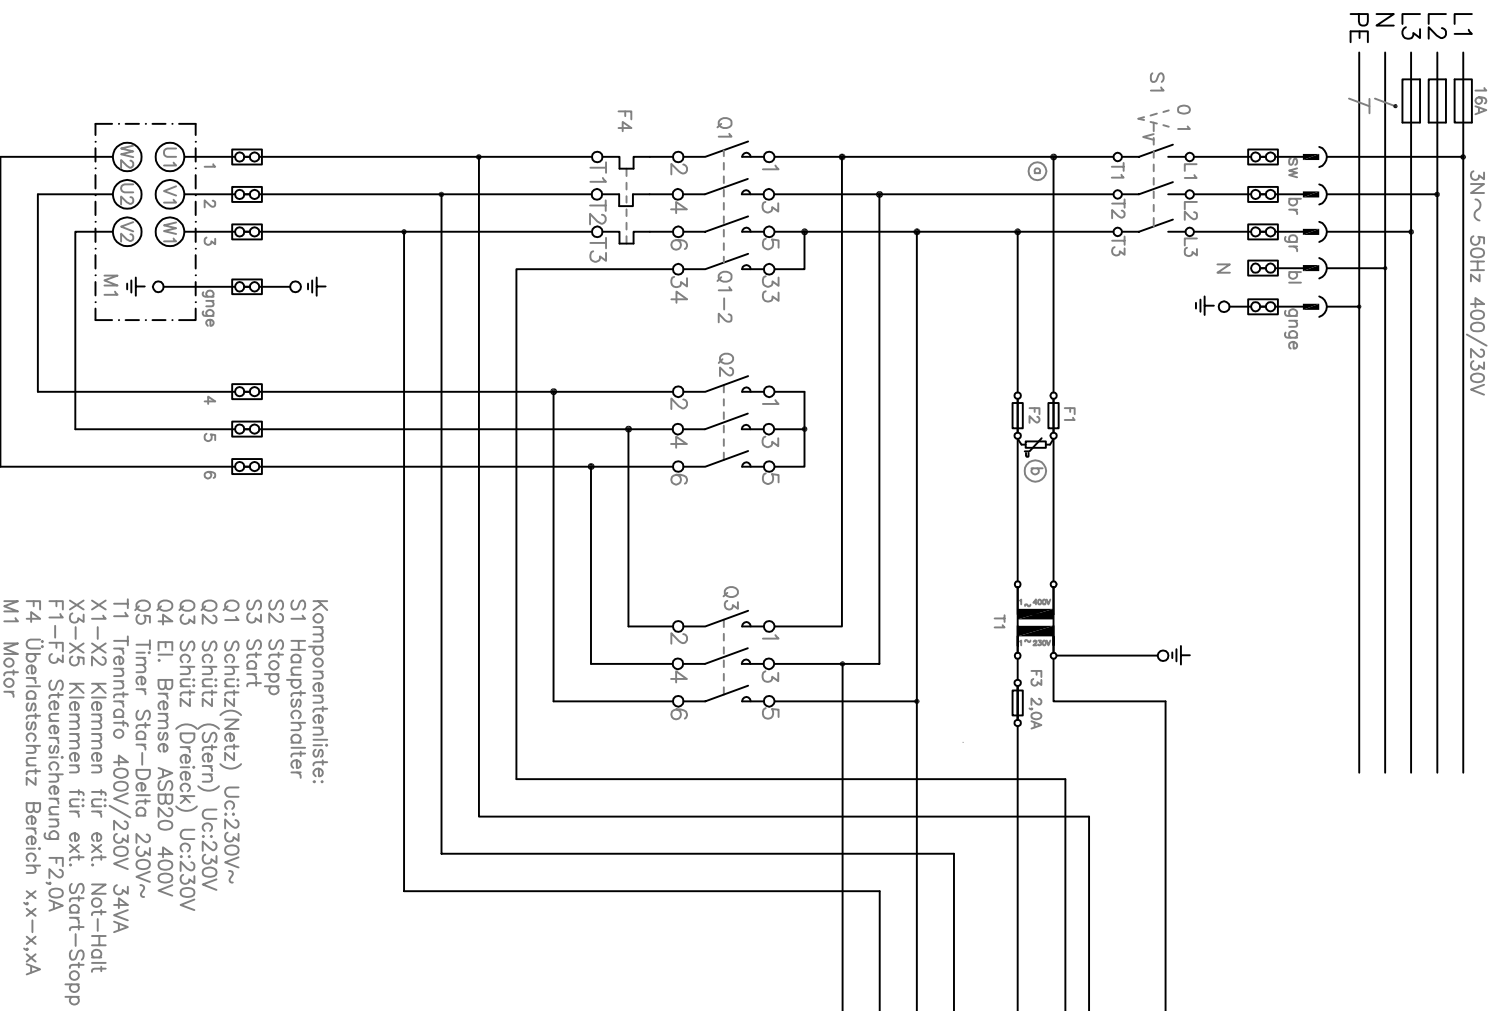 L1
L2
L3
N
PE
16A
3N~ 50Hz 400/230V
sw
br
gr
bl
gnge
N
S1
0 1
L1
L2
L3
T1
T2
T3
a
F1
F2
b
1~ 400V
1~ 230V
T1
F3 2,0A
Q1
1
3
5
33
2
4
6
34
Q1-2
Q2
1
3
5
2
4
6
Q3
1
3
5
2
4
6
F4
T1
T2
T3
1
2
3
gnge
4
5
6
U1
V1
W1
W2
U2
V2
M1
Komponentenliste:
S1 Hauptschalter
S2 Stopp
S3 Start
Q1 Schütz(Netz) Uc:230V~
Q2 Schütz (Stern) Uc:230V
Q3 Schütz (Dreieck) Uc:230V
Q4 El. Bremse ASB20 400V
Q5 Timer Star-Delta 230V~
T1 Trenntrafo 400V/230V 34VA
X1-X2 Klemmen für ext. Not-Halt
X3-X5 Klemmen für ext. Start-Stopp
F1-F3 Steuersicherung F2,0A
F4 Überlastschutz Bereich x,x-x,xA
M1 Motor